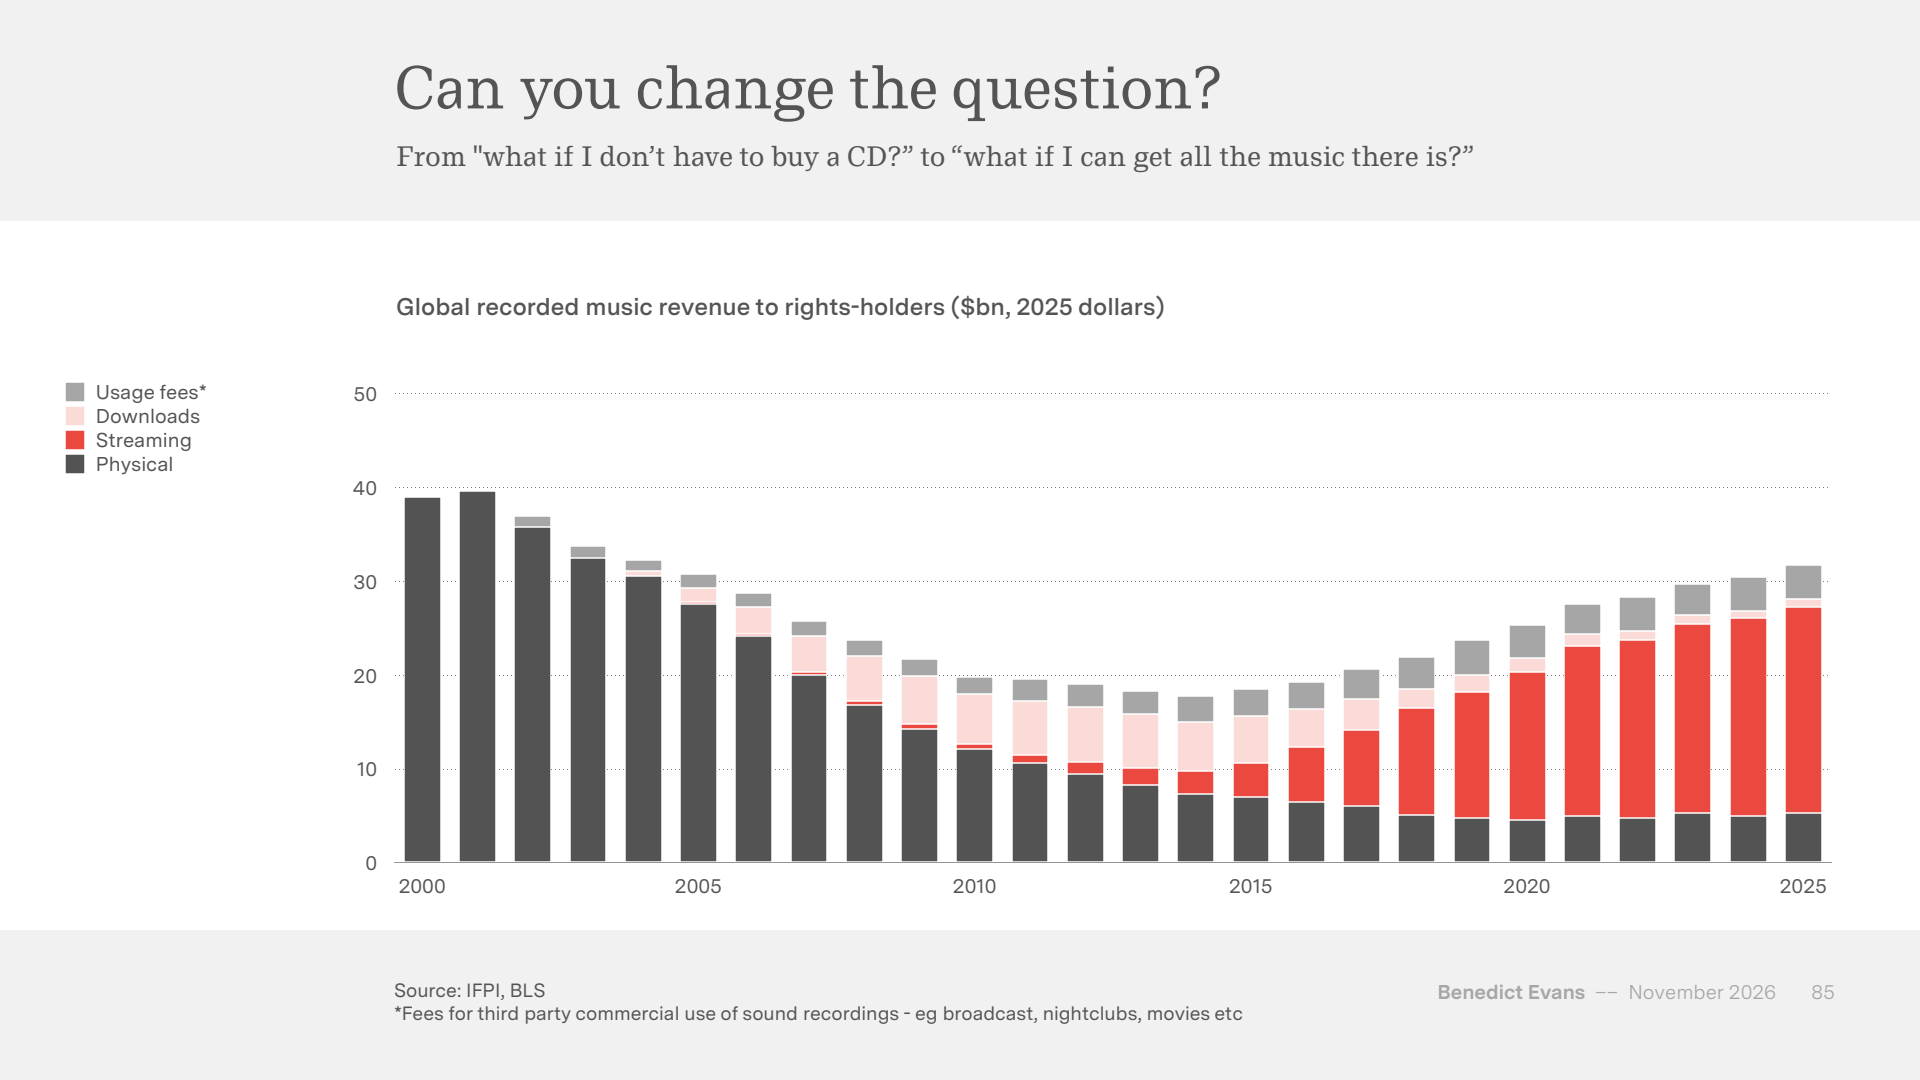 Can you change the question?
From "what if I don’t have to buy a CD?” to “what if I can get all the music there is?”
Global recorded music revenue to rights-holders ($bn, 2025 dollars)
Usage fees*
Downloads
Streaming
Physical
50
40
30
20
10
0
2000 2005 2010 2015 2020 2025
Source: IFPI, BLS
*Fees for third party commercial use of sound recordings - eg broadcast, nightclubs, movies etc
Benedict Evans –– November 2026 85